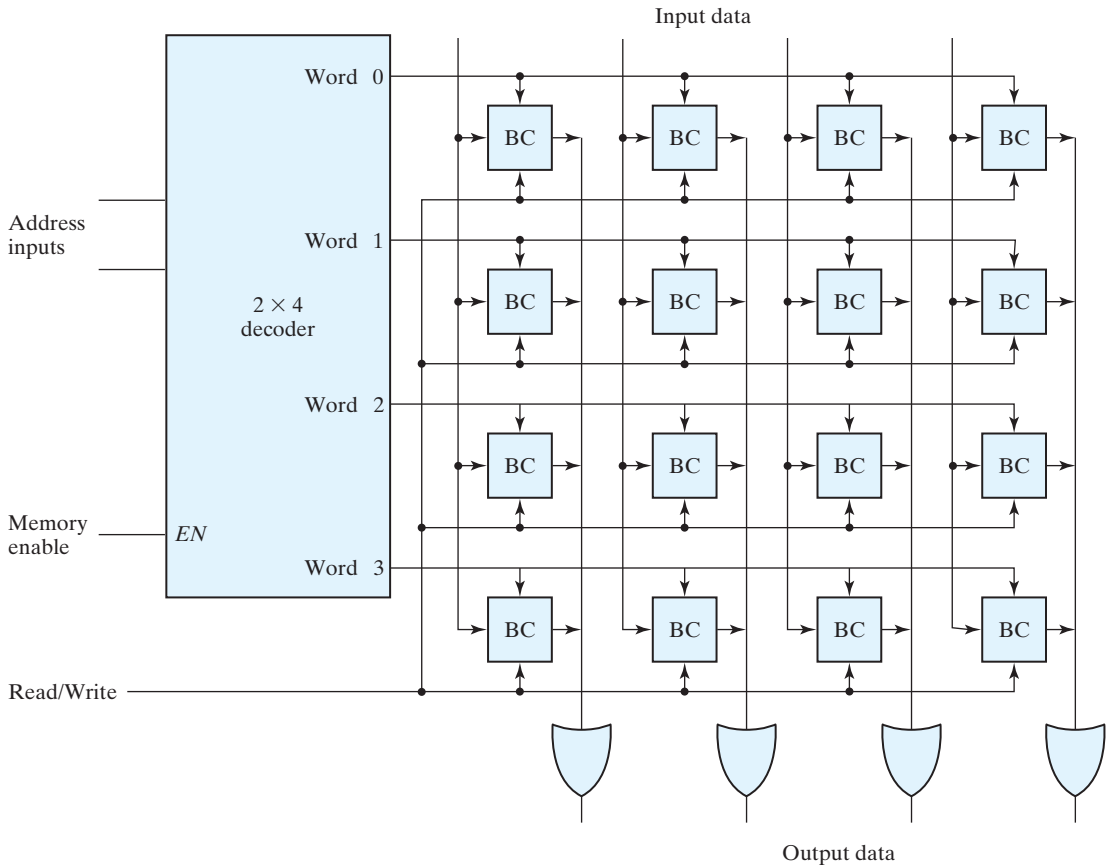 Input data
Word 0
BC BC BC BC
Address
inputs
Word 1
2 × 4
decoder
BC BC BC BC
Word 2
BC BC BC BC
Memory
enable
EN
Word 3
BC BC BC BC
Read/Write
Output data